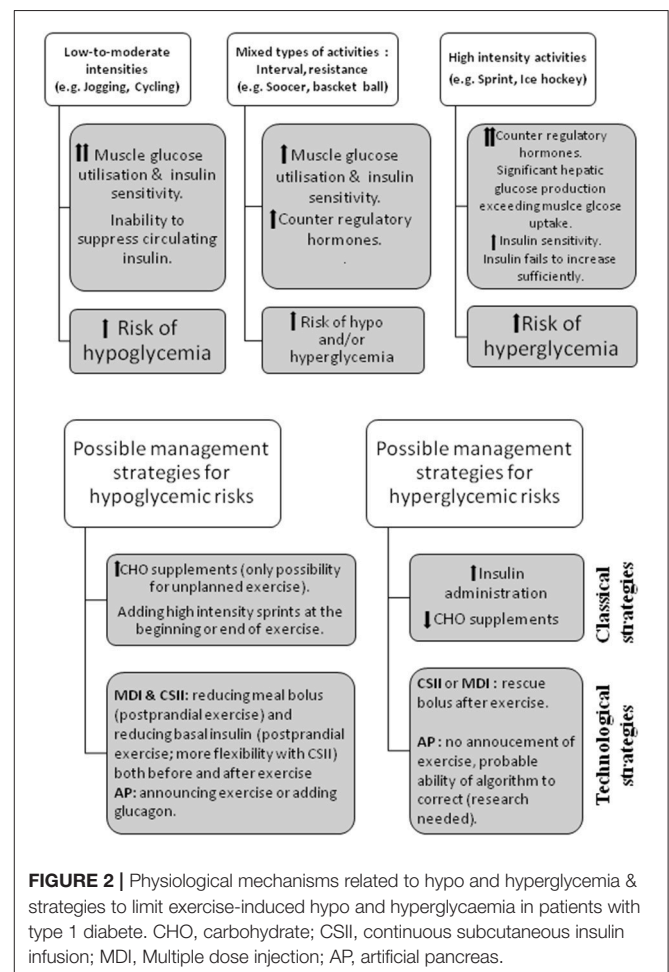 Low-to-moderate
intensities
(e.g. Jogging, Cycling)
⬆⬆ Muscle glucose
utilisation & insulin
sensitivity.
Inability to
suppress circulating
insulin.
⬆ Risk of
hypoglycemia
Mixed types of activities :
Interval, resistance
(e.g. Soocer, bascket ball)
⬆ Muscle glucose
utilisation & insulin
sensitivity.
⬆ Counter regulatory
hormones.
.
⬆ Risk of hypo
and/or
hyperglycemia
High intensity activities
(e.g. Sprint, Ice hockey)
⬆⬆ Counter regulatory
hormones.
Significant hepatic
glucose production
exceeding muslce glcose
uptake.
⬆ Insulin sensitivity.
Insulin fails to increase
sufficiently.
⬆ Risk of
hyperglycemia
Possible management
strategies for
hypoglycemic risks
⬆CHO supplements (only possibility
for unplanned exercise).
Adding high intensity sprints at the
beginning or end of exercise.
MDI & CSII: reducing meal bolus
(postprandial exercise) and
reducing basal insulin (postprandial
exercise; more flexibility with CSII)
both before and after exercise
AP: announcing exercise or adding
glucagon.
Possible management
strategies for
hyperglycemic risks
⬆Insulin
administration
⬇CHO supplements
CSII or MDI : rescue
bolus after exercise.
AP : no annoucement of
exercise, probable
ability of algorithm to
correct (research
needed).
Classical
strategies
Technological
strategies
FIGURE 2 | Physiological mechanisms related to hypo and hyperglycemia &
strategies to limit exercise-induced hypo and hyperglycaemia in patients with
type 1 diabete. CHO, carbohydrate; CSII, continuous subcutaneous insulin
infusion; MDI, Multiple dose injection; AP, artificial pancreas.